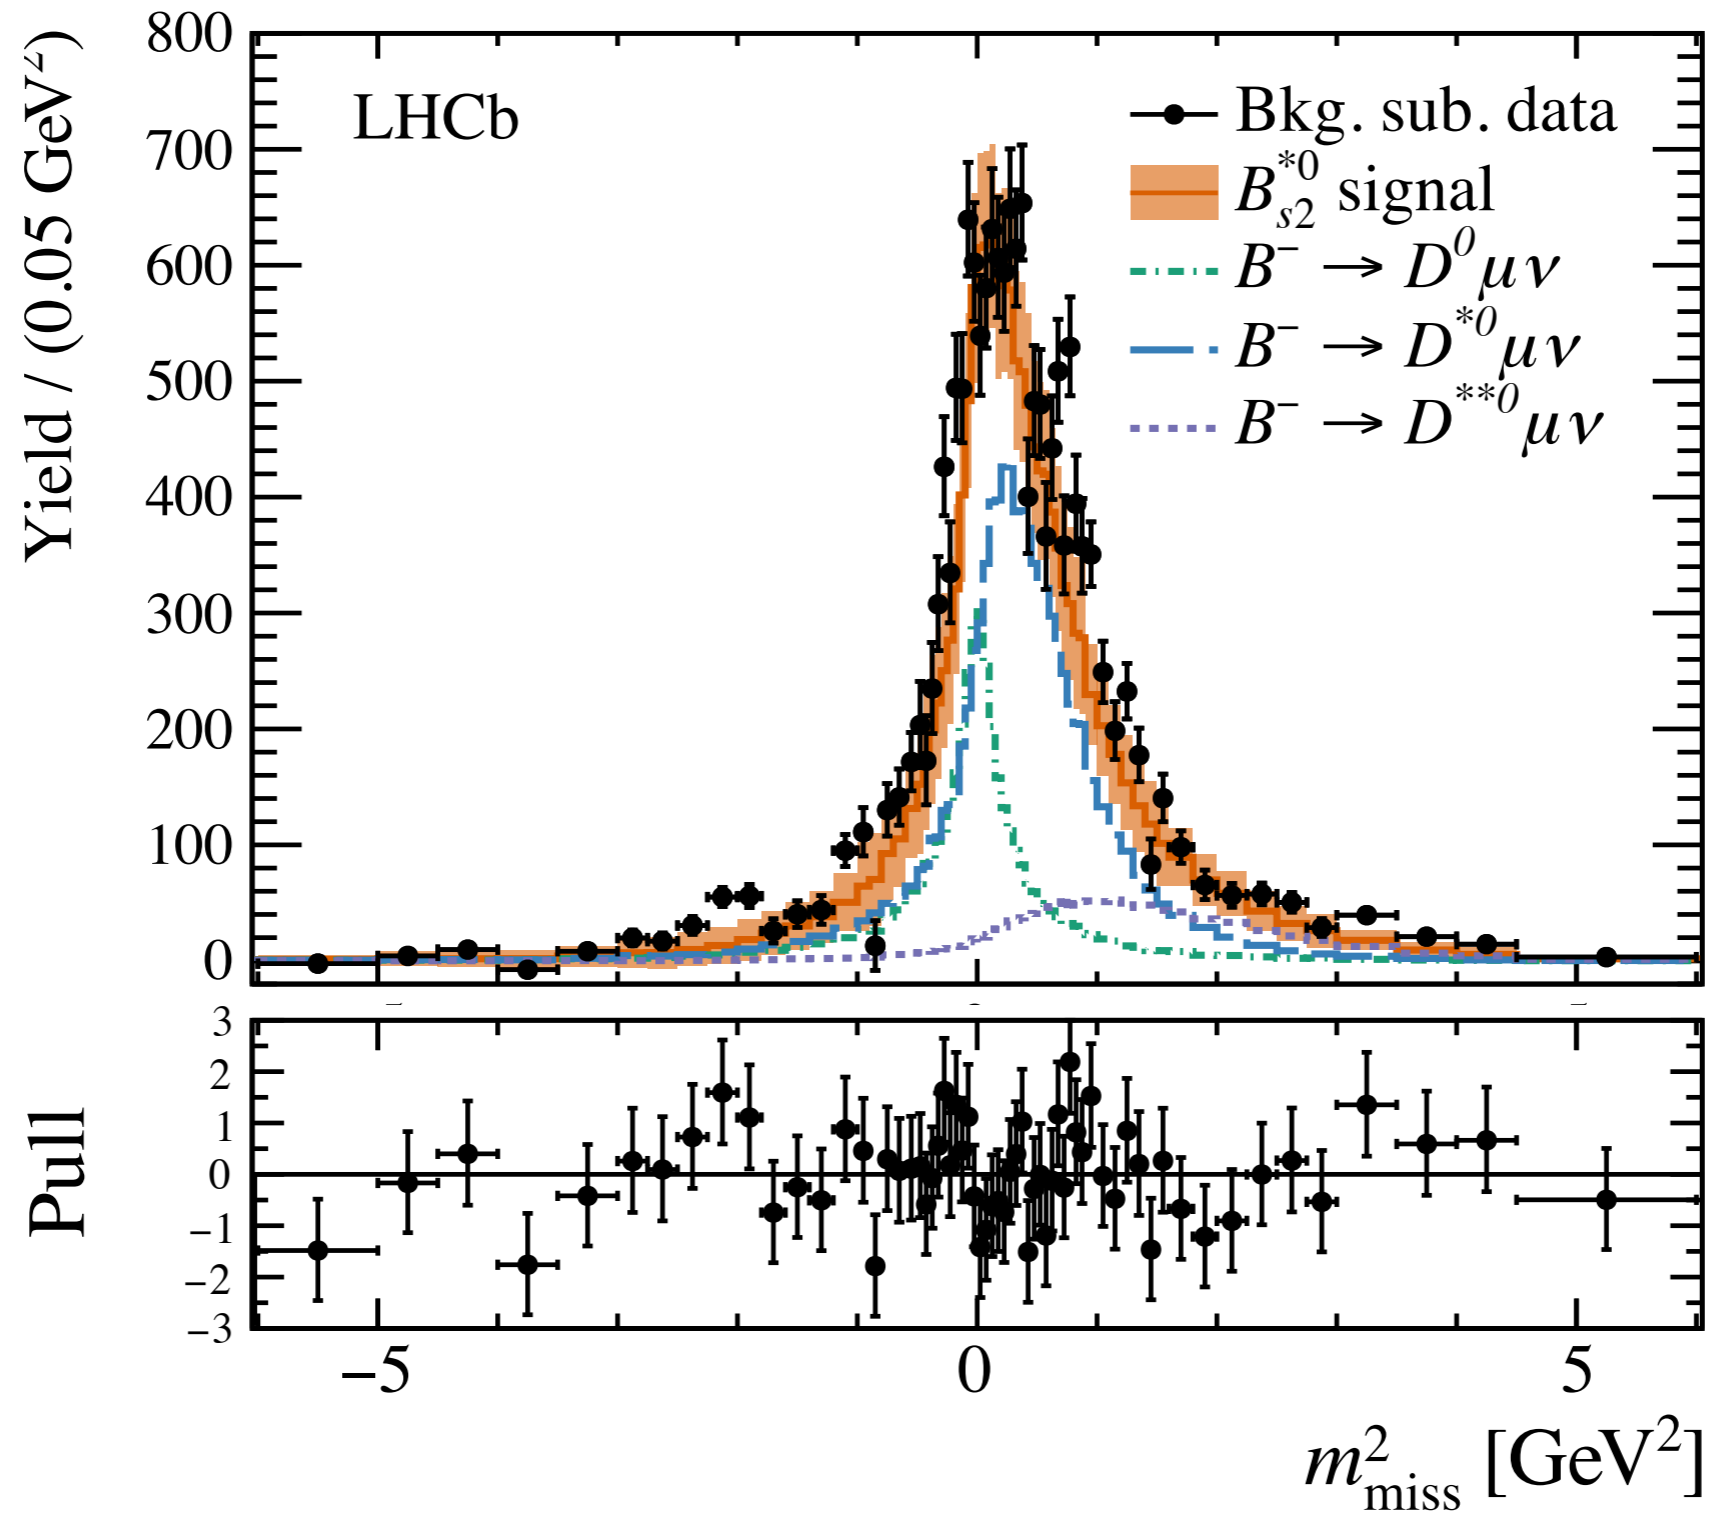 800
700
600
500
400
300
200
100
0
Yield / (0.05 GeV²)
LHCb
Bkg. sub. data
B*⁰s2 signal
B⁻ → D⁰μν
B⁻ → D*⁰μν
B⁻ → D**⁰μν
3
2
1
0
−1
−2
−3
Pull
−5 0 5
m²miss [GeV²]